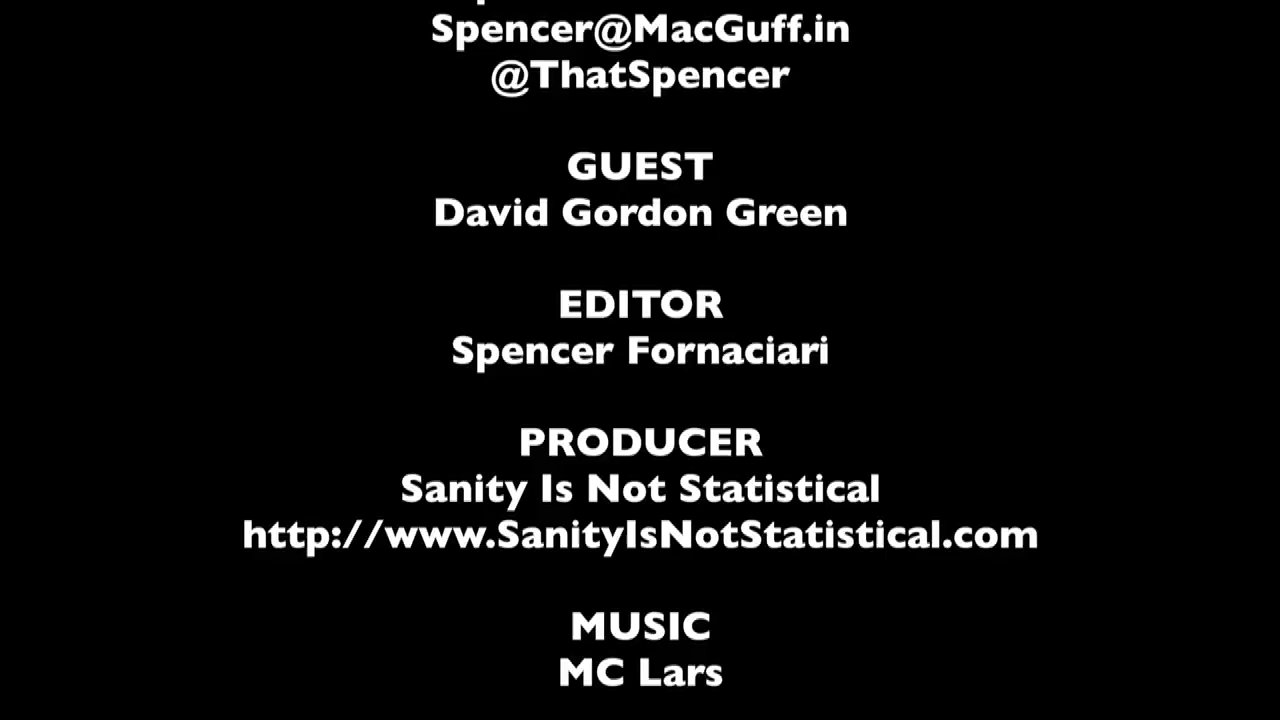 Spencer@MacGuff.in
@ThatSpencer
GUEST
David Gordon Green
EDITOR
Spencer Fornaciari
PRODUCER
Sanity Is Not Statistical
http://www.SanityIsNotStatistical.com
MUSIC
MC Lars